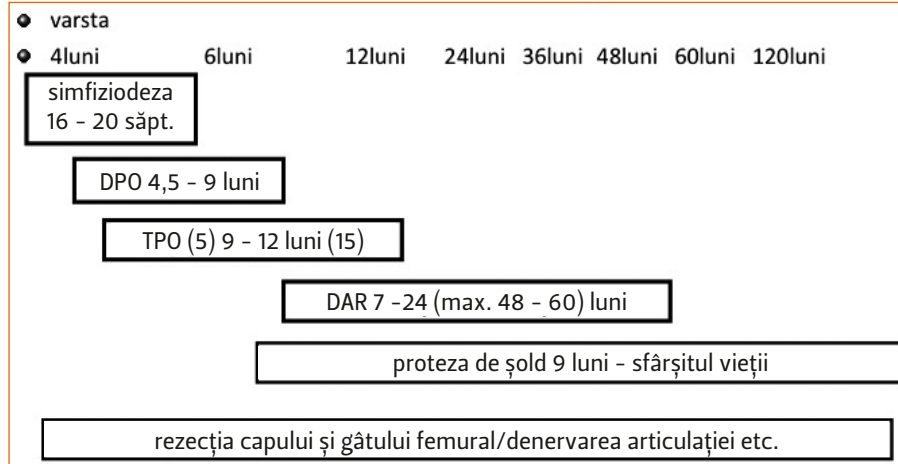 varsta
4luni 6luni 12luni 24luni 36luni 48luni 60luni 120luni
simfiziodeza
16 - 20 săpt.
DPO 4,5 - 9 luni
TPO (5) 9 - 12 luni (15)
DAR 7 -24 (max. 48 - 60) luni
proteza de șold 9 luni - sfârșitul vieții
rezecția capului și gâtului femural/denervarea articulației etc.